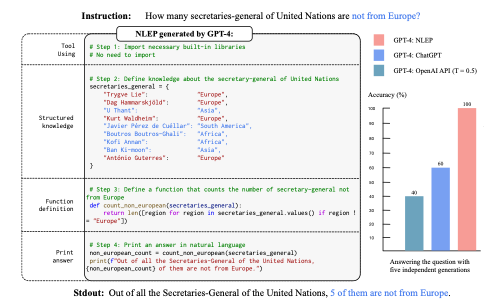 Instruction: How many secretaries-general of United Nations are not from Europe?
NLEP generated by GPT-4:
Tool
Using
# Step 1: Import necessary built-in libraries
# No need to import
Structured
knowledge
# Step 2: Define knowledge about the secretary-general of United Nations
secretaries_general = {
"Trygve Lie": "Europe",
"Dag Hammarskjöld": "Europe",
"U Thant": "Asia",
"Kurt Waldheim": "Europe",
"Javier Pérez de Cuéllar": "South America",
"Boutros Boutros-Ghali": "Africa",
"Kofi Annan": "Africa",
"Ban Ki-moon": "Asia",
"António Guterres": "Europe"
}
Function
definition
# Step 3: Define a function that counts the number of secretary-general not
from Europe
def count_non_european(secretaries_general):
return len([region for region in secretaries_general.values() if region !
= "Europe"])
Print
answer
# Step 4: Print an answer in natural language
non_european_count = count_non_european(secretaries_general)
print(f"Out of all the Secretaries-General of the United Nations,
{non_european_count} of them are not from Europe.")
Stdout: Out of all the Secretaries-General of the United Nations, 5 of them are not from Europe.
GPT-4: NLEP
GPT-4: ChatGPT
GPT-4: OpenAI API (T = 0.5)
Accuracy (%)
100
90
80
70
60
50
40
30
20
10
40
60
100
Answering the question with
five independent generations